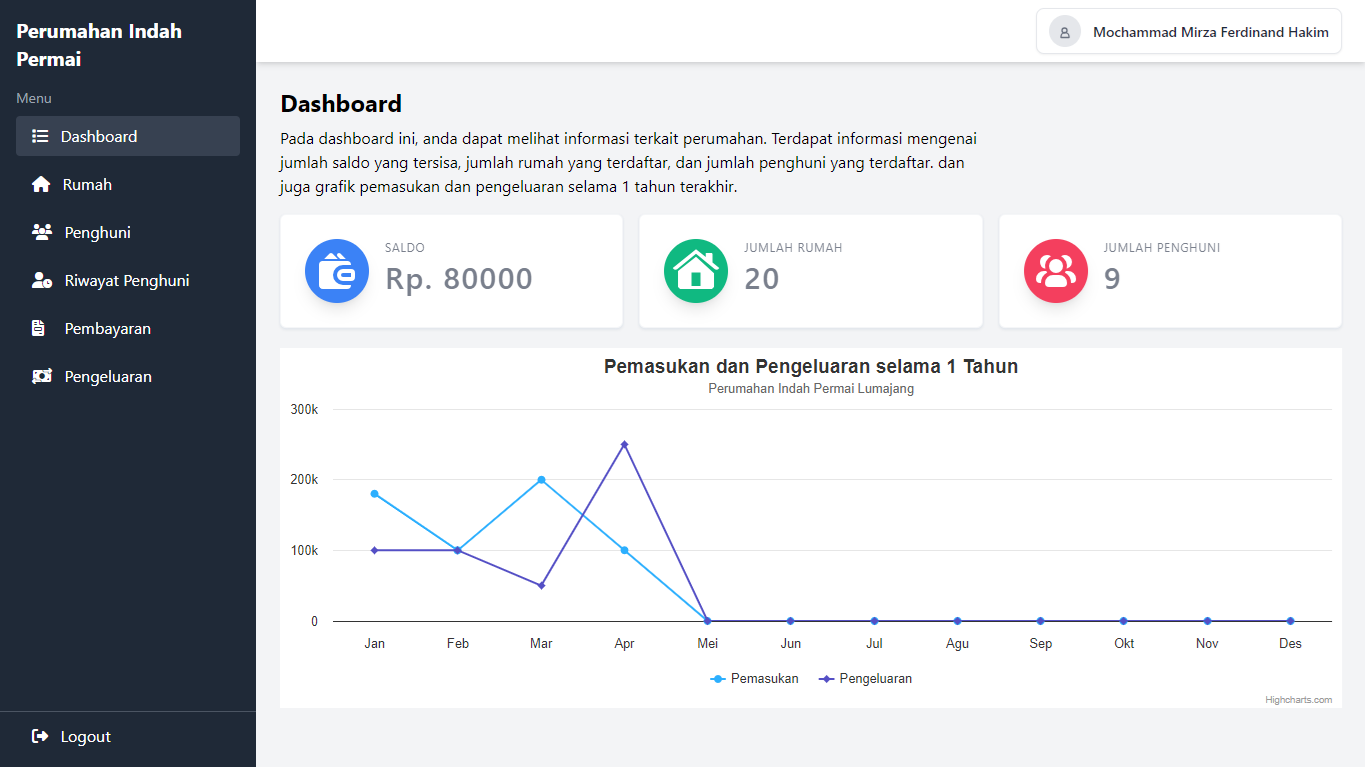 Perumahan Indah
Permai
Menu
Dashboard
Rumah
Penghuni
Riwayat Penghuni
Pembayaran
Pengeluaran
Logout
Mochammad Mirza Ferdinand Hakim
Dashboard
Pada dashboard ini, anda dapat melihat informasi terkait perumahan. Terdapat informasi mengenai
jumlah saldo yang tersisa, jumlah rumah yang terdaftar, dan jumlah penghuni yang terdaftar. dan
juga grafik pemasukan dan pengeluaran selama 1 tahun terakhir.
SALDO
Rp. 80000
JUMLAH RUMAH
20
JUMLAH PENGHUNI
9
Pemasukan dan Pengeluaran selama 1 Tahun
Perumahan Indah Permai Lumajang
300k
200k
100k
0
Jan Feb Mar Apr Mei Jun Jul Agu Sep Okt Nov Des
Pemasukan Pengeluaran
Highcharts.com